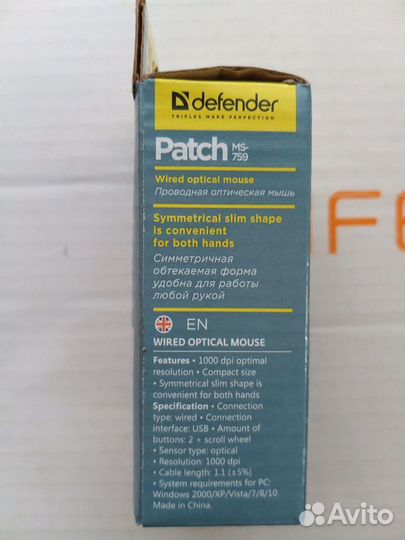 defender
TRIFLES MAKE PERFECTION
Patch MS-
759
Wired optical mouse
Проводная оптическая мышь
Symmetrical slim shape
is convenient
for both hands
Симметричная
обтекаемая форма
удобна для работы
любой рукой
EN
WIRED OPTICAL MOUSE
Features • 1000 dpi optimal
resolution • Compact size
• Symmetrical slim shape is
convenient for both hands
Specification • Connection
type: wired • Connection
interface: USB • Amount of
buttons: 2 + scroll wheel
• Sensor type: optical
• Resolution: 1000 dpi
• Cable length: 1.1 (±5%)
• System requirements for PC:
Windows 2000/XP/Vista/7/8/10
Made in China.
Avito